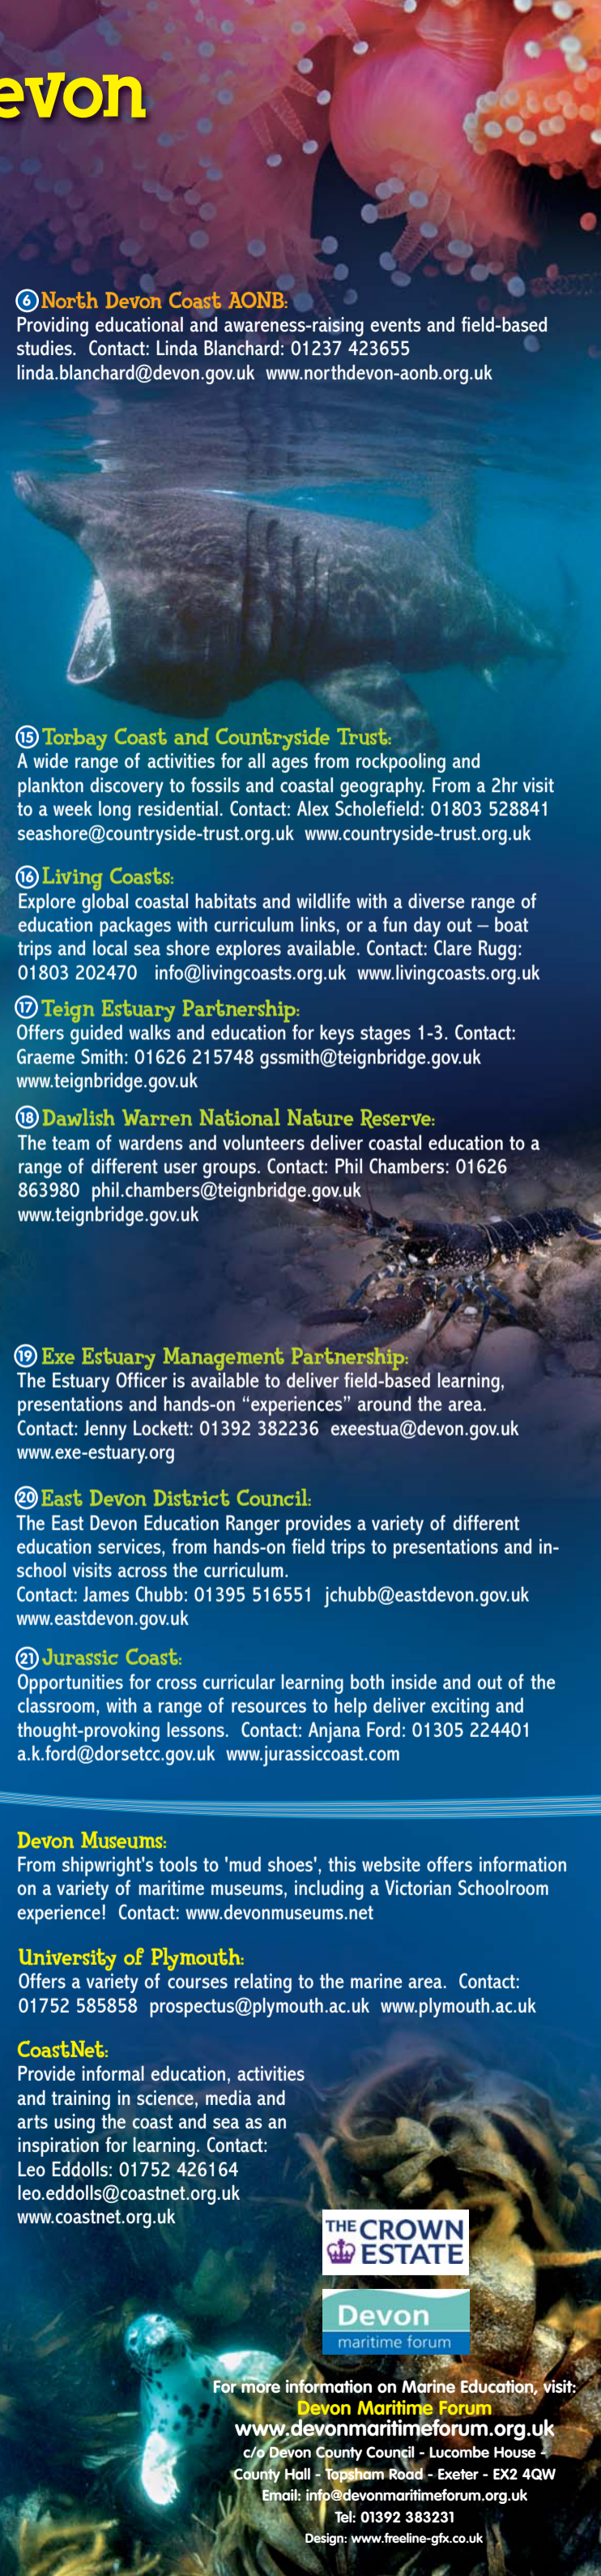 evon
6 North Devon Coast AONB:
Providing educational and awareness-raising events and field-based
studies. Contact: Linda Blanchard: 01237 423655
linda.blanchard@devon.gov.uk www.northdevon-aonb.org.uk
15 Torbay Coast and Countryside Trust:
A wide range of activities for all ages from rockpooling and
plankton discovery to fossils and coastal geography. From a 2hr visit
to a week long residential. Contact: Alex Scholefield: 01803 528841
seashore@countryside-trust.org.uk www.countryside-trust.org.uk
16 Living Coasts:
Explore global coastal habitats and wildlife with a diverse range of
education packages with curriculum links, or a fun day out – boat
trips and local sea shore explores available. Contact: Clare Rugg:
01803 202470 info@livingcoasts.org.uk www.livingcoasts.org.uk
17 Teign Estuary Partnership:
Offers guided walks and education for keys stages 1-3. Contact:
Graeme Smith: 01626 215748 gssmith@teignbridge.gov.uk
www.teignbridge.gov.uk
18 Dawlish Warren National Nature Reserve:
The team of wardens and volunteers deliver coastal education to a
range of different user groups. Contact: Phil Chambers: 01626
863980 phil.chambers@teignbridge.gov.uk
www.teignbridge.gov.uk
19 Exe Estuary Management Partnership:
The Estuary Officer is available to deliver field-based learning,
presentations and hands-on “experiences” around the area.
Contact: Jenny Lockett: 01392 382236 exeestua@devon.gov.uk
www.exe-estuary.org
20 East Devon District Council:
The East Devon Education Ranger provides a variety of different
education services, from hands-on field trips to presentations and in-
school visits across the curriculum.
Contact: James Chubb: 01395 516551 jchubb@eastdevon.gov.uk
www.eastdevon.gov.uk
21 Jurassic Coast:
Opportunities for cross curricular learning both inside and out of the
classroom, with a range of resources to help deliver exciting and
thought-provoking lessons. Contact: Anjana Ford: 01305 224401
a.k.ford@dorsetcc.gov.uk www.jurassiccoast.com
Devon Museums:
From shipwright's tools to 'mud shoes', this website offers information
on a variety of maritime museums, including a Victorian Schoolroom
experience! Contact: www.devonmuseums.net
University of Plymouth:
Offers a variety of courses relating to the marine area. Contact:
01752 585858 prospectus@plymouth.ac.uk www.plymouth.ac.uk
CoastNet:
Provide informal education, activities
and training in science, media and
arts using the coast and sea as an
inspiration for learning. Contact:
Leo Eddolls: 01752 426164
leo.eddolls@coastnet.org.uk
www.coastnet.org.uk
THE CROWN
ESTATE
Devon
maritime forum
For more information on Marine Education, visit:
Devon Maritime Forum
www.devonmaritimeforum.org.uk
c/o Devon County Council - Lucombe House -
County Hall - Topsham Road - Exeter - EX2 4QW
Email: info@devonmaritimeforum.org.uk
Tel: 01392 383231
Design: www.freeline-gfx.co.uk